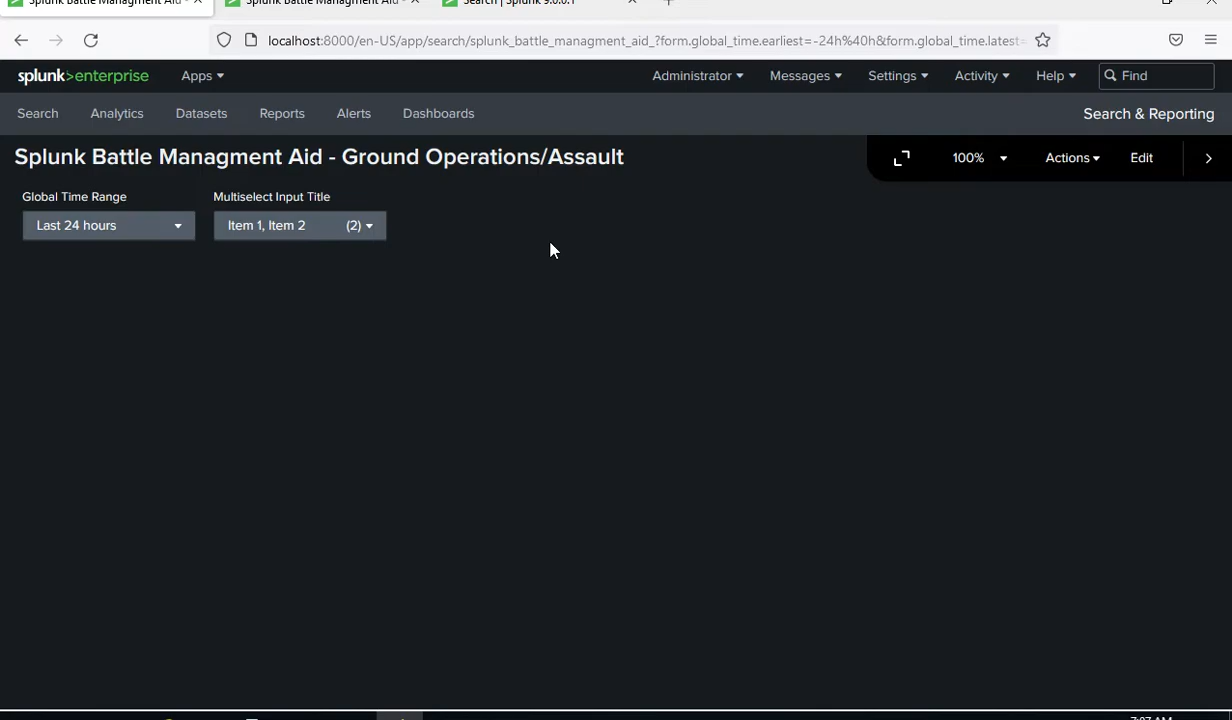 Splunk Battle Managment Aid - Splunk Battle Managment Aid - Search | Splunk 9.0.0.1
localhost:8000/en-US/app/search/splunk_battle_managment_aid_?form.global_time.earliest=-24h%40h&form.global_time.latest=
splunk>enterprise Apps Administrator Messages Settings Activity Help Find
Search Analytics Datasets Reports Alerts Dashboards Search & Reporting
Splunk Battle Managment Aid - Ground Operations/Assault 100% Actions Edit
Global Time Range Multiselect Input Title
Last 24 hours Item 1, Item 2 (2)
7:07 AM